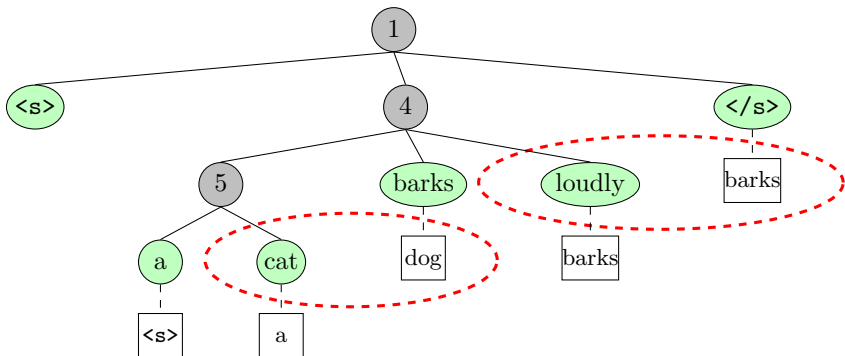 1
<s> 4 </s>
5 barks loudly barks
a cat dog barks
<s> a